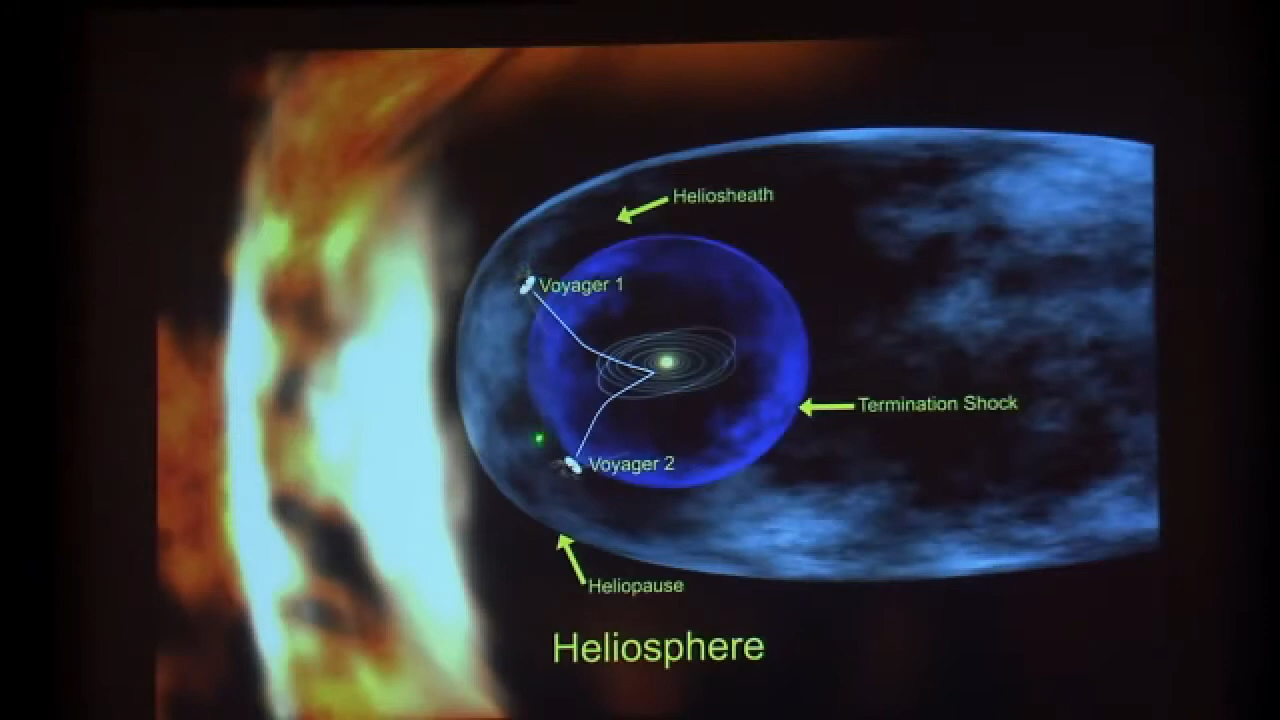 Heliosheath
Voyager 1
Termination Shock
Voyager 2
Heliopause
Heliosphere